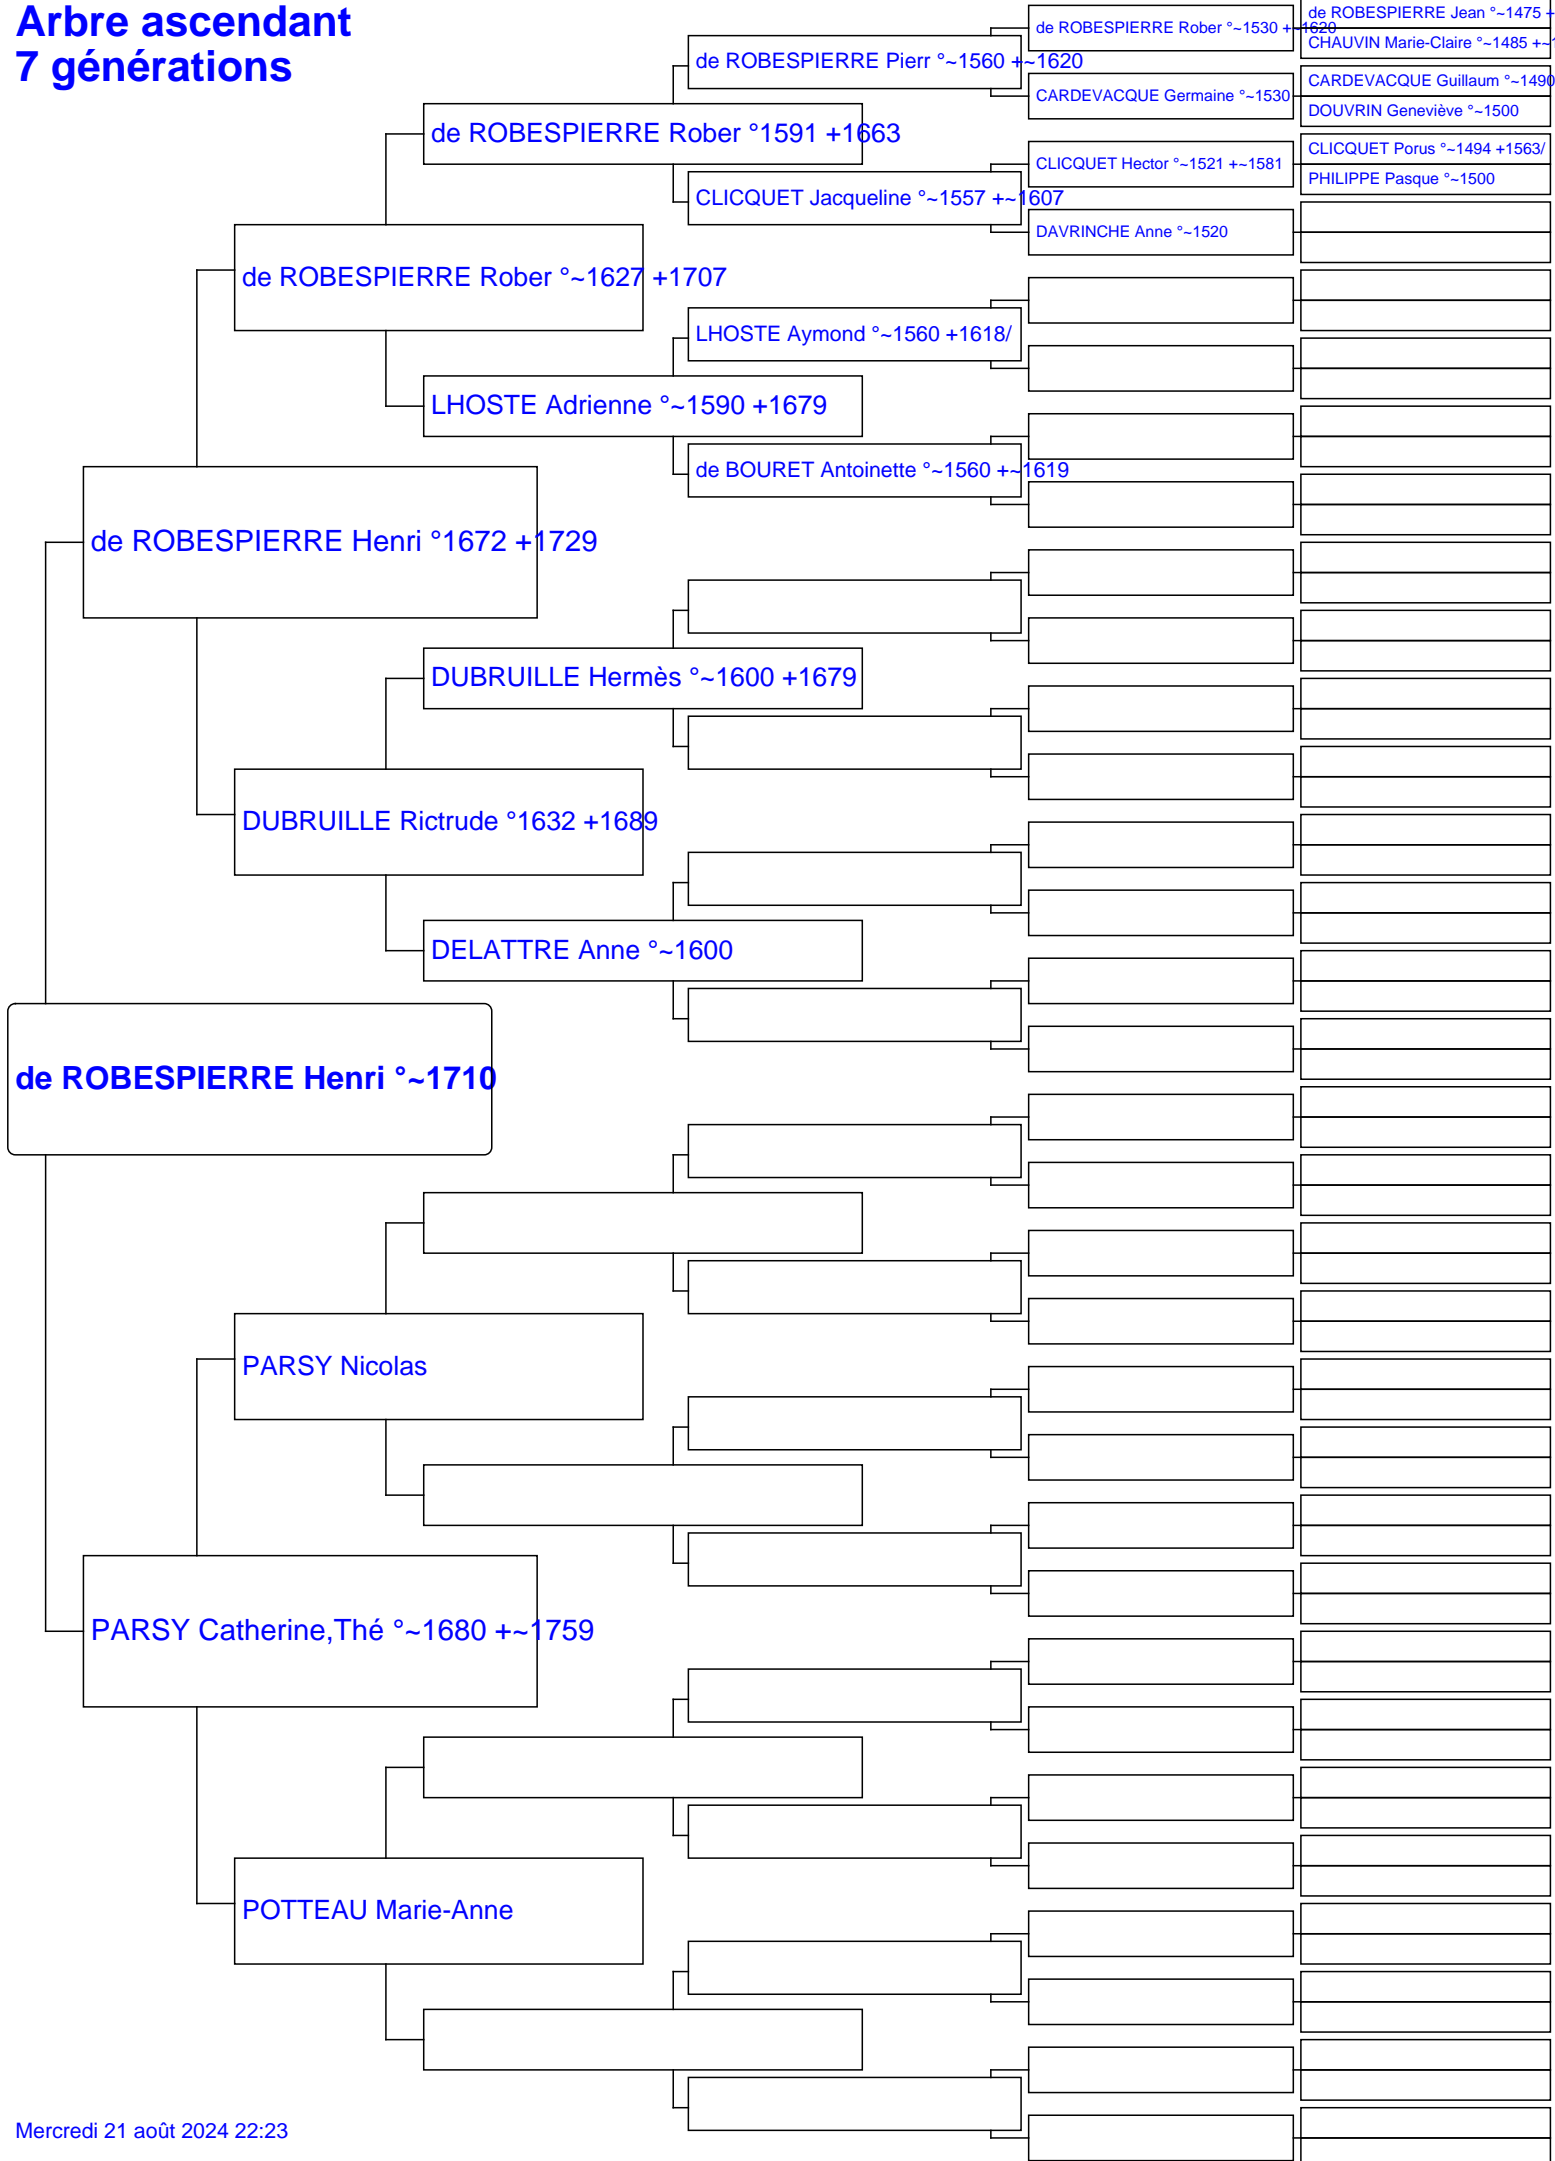 Arbre ascendant
7 générations
de ROBESPIERRE Jean °~1475 +
de ROBESPIERRE Rober °~1530 +~1620
CHAUVIN Marie-Claire °~1485 +~1
de ROBESPIERRE Pierr °~1560 +~1620
CARDEVACQUE Guillaum °~1490
CARDEVACQUE Germaine °~1530
DOUVRIN Geneviève °~1500
de ROBESPIERRE Rober °1591 +1663
CLICQUET Porus °~1494 +1563/
CLICQUET Hector °~1521 +~1581
PHILIPPE Pasque °~1500
CLICQUET Jacqueline °~1557 +~1607
DAVRINCHE Anne °~1520
de ROBESPIERRE Rober °~1627 +1707
LHOSTE Aymond °~1560 +1618/
LHOSTE Adrienne °~1590 +1679
de BOURET Antoinette °~1560 +~1619
de ROBESPIERRE Henri °1672 +1729
DUBRUILLE Hermès °~1600 +1679
DUBRUILLE Rictrude °1632 +1689
DELATTRE Anne °~1600
de ROBESPIERRE Henri °~1710
PARSY Nicolas
PARSY Catherine,Thé °~1680 +~1759
POTTEAU Marie-Anne
Mercredi 21 août 2024 22:23